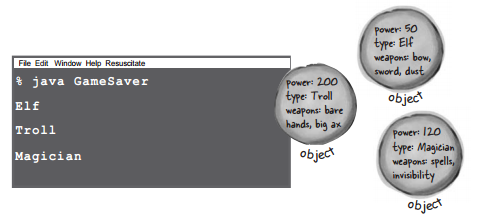 File Edit Window Help Resuscitate
% java GameSaver
Elf
Troll
Magician
power: 200
type: Troll
weapons: bare
hands, big ax
object
power: 50
type: Elf
weapons: bow,
sword, dust
object
power: 120
type: Magician
weapons: spells,
invisibility
object